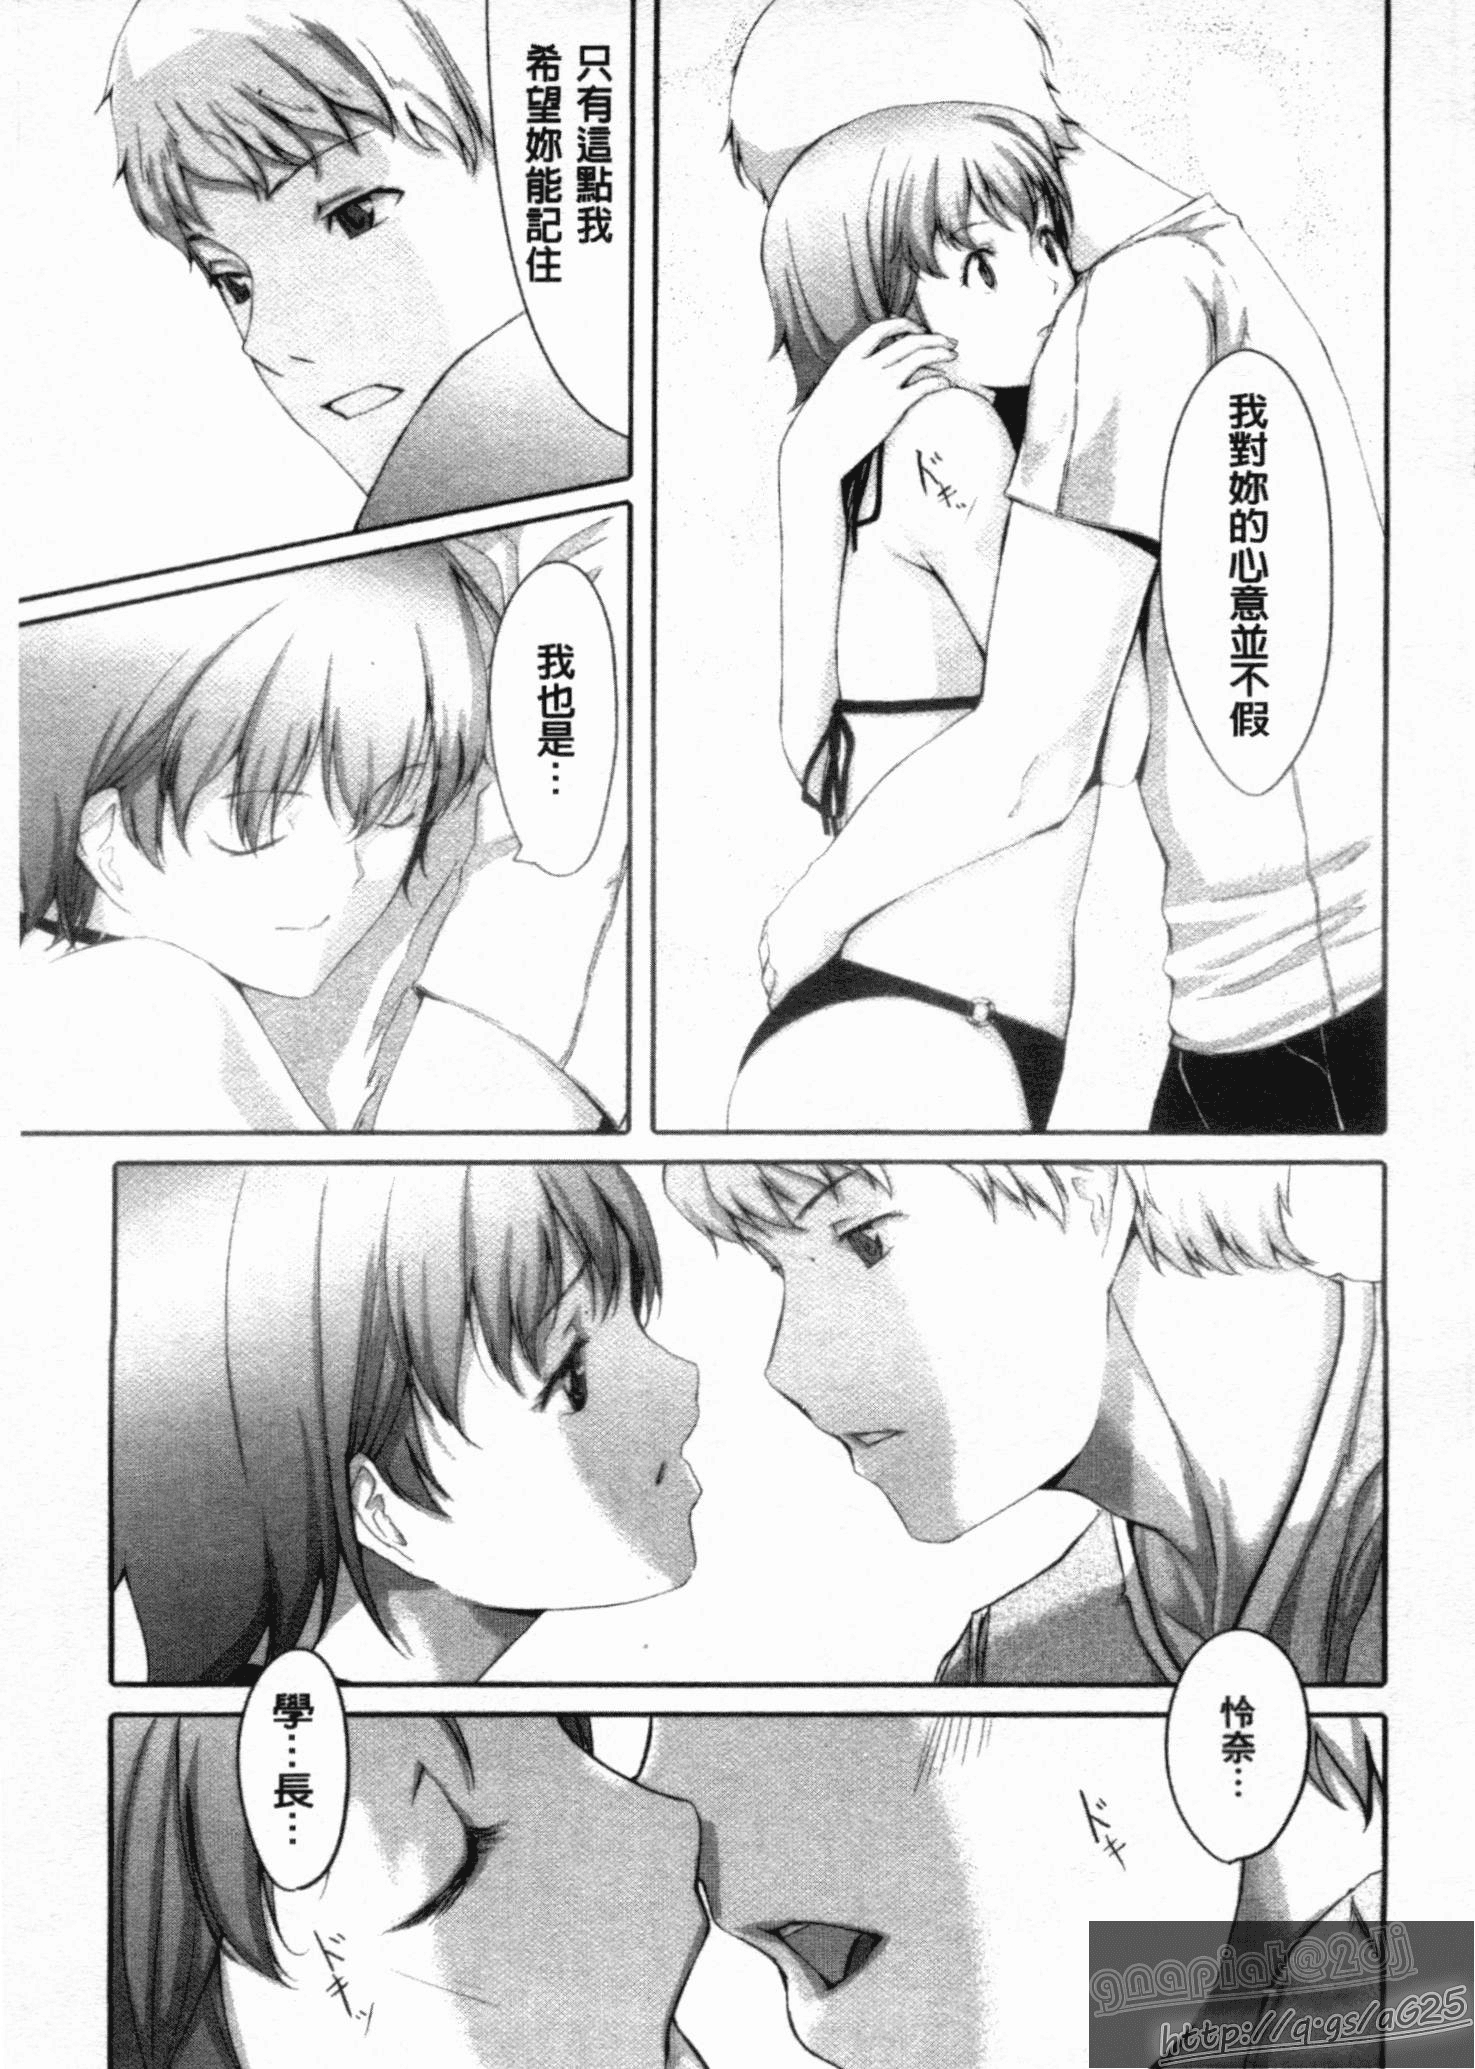 我對妳的心意並不假
ドキ
只有這點我
希望妳能記住
我也是…
怜奈…
ドキ
學…長…
ドキッ
gnapiat@2dj
http://q.gs/aG25